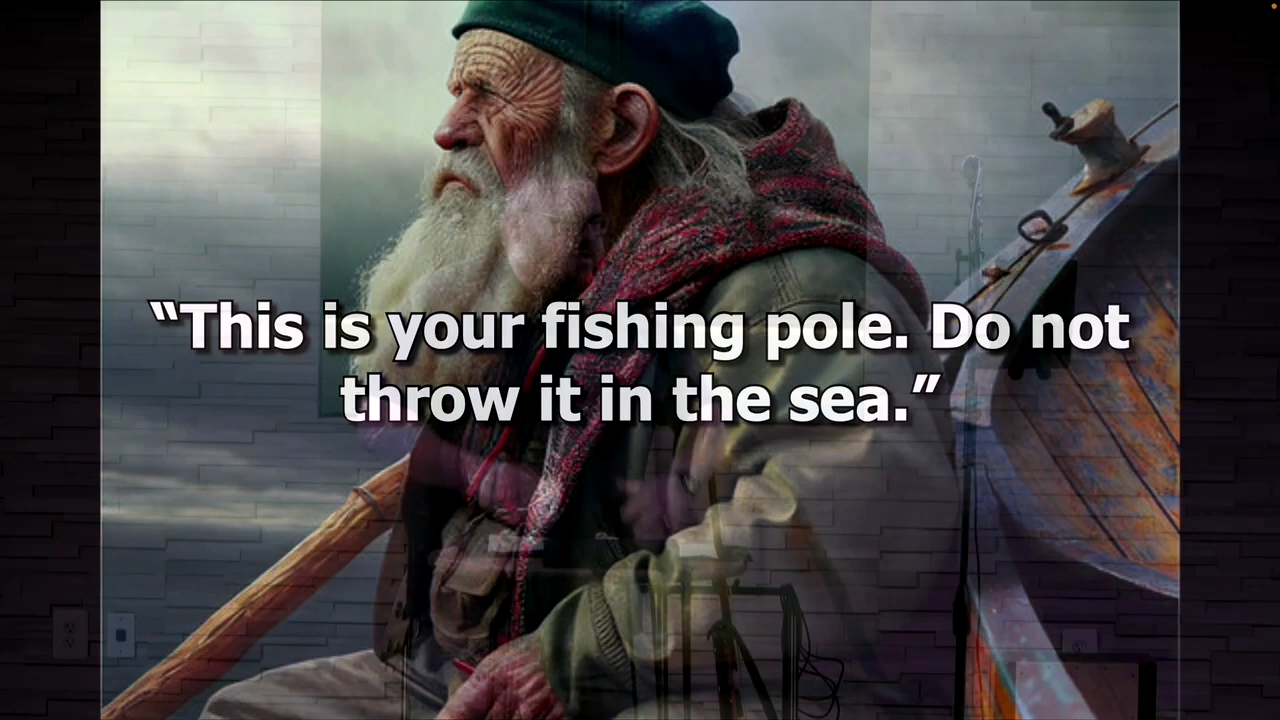 “This is your fishing pole. Do not
throw it in the sea.”